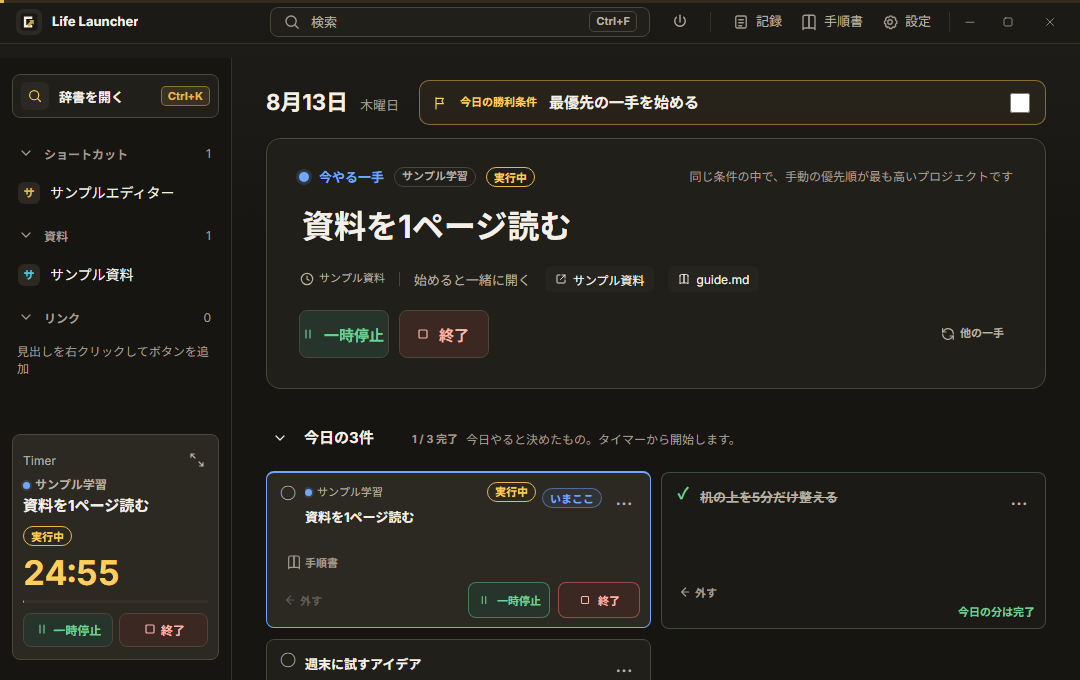 Life Launcher
検索
Ctrl+F
記録
手順書
設定
辞書を開く
Ctrl+K
ショートカット
1
サ
サンプルエディター
資料
1
サ
サンプル資料
リンク
0
見出しを右クリックしてボタンを追
加
Timer
サンプル学習
資料を1ページ読む
実行中
24:55
一時停止
終了
8月13日
木曜日
今日の勝利条件
最優先の一手を始める
今やる一手
サンプル学習
実行中
同じ条件の中で、手動の優先順が最も高いプロジェクトです
資料を1ページ読む
サンプル資料
始めると一緒に開く
サンプル資料
guide.md
一時停止
終了
他の一手
今日の3件
1 / 3 完了
今日やると決めたもの。タイマーから開始します。
サンプル学習
実行中
いまここ
...
資料を1ページ読む
手順書
外す
一時停止
終了
机の上を5分だけ整える
...
外す
今日の分は完了
週末に試すアイデア
...